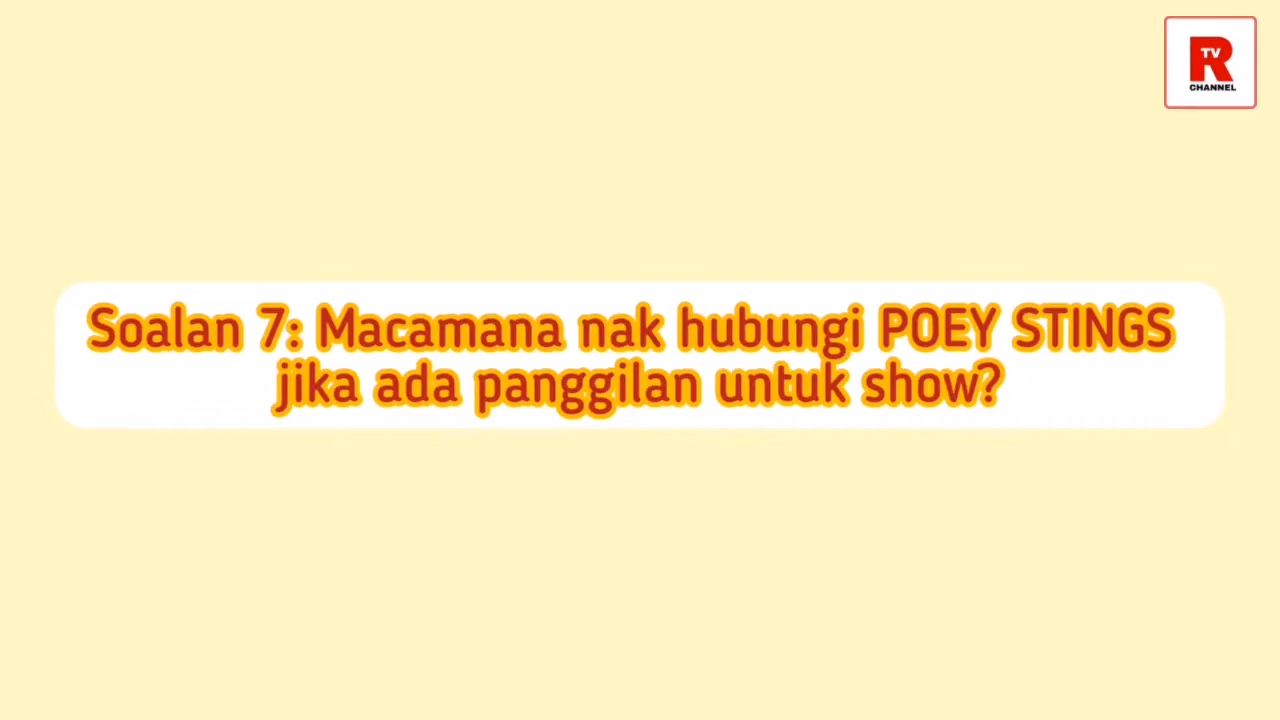 TV
R
CHANNEL
Soalan 7: Macamana nak hubungi POEY STINGS
jika ada panggilan untuk show?